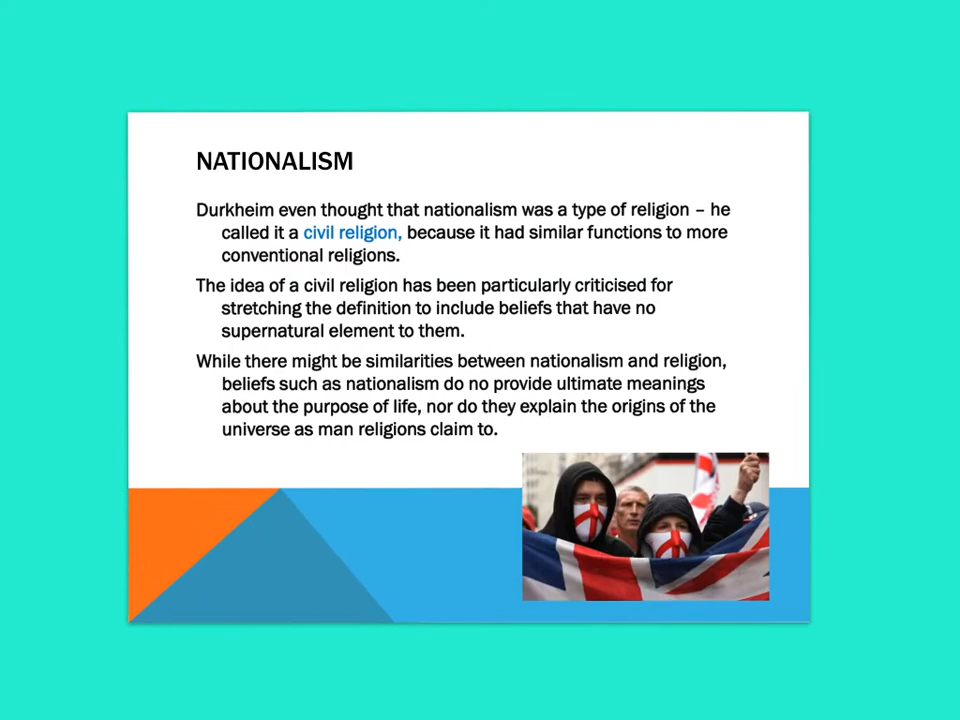 NATIONALISM
Durkheim even thought that nationalism was a type of religion – he
called it a civil religion, because it had similar functions to more
conventional religions.
The idea of a civil religion has been particularly criticised for
stretching the definition to include beliefs that have no
supernatural element to them.
While there might be similarities between nationalism and religion,
beliefs such as nationalism do no provide ultimate meanings
about the purpose of life, nor do they explain the origins of the
universe as man religions claim to.